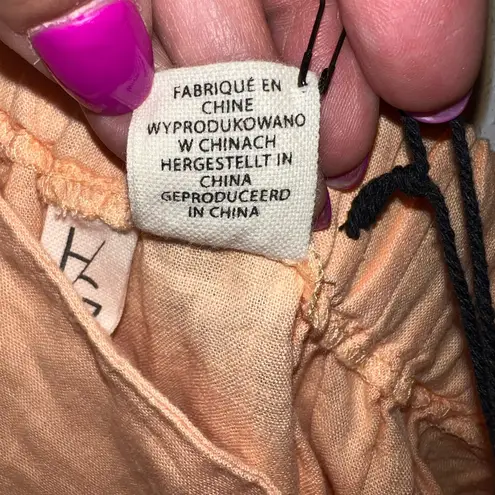 FABRIQUÉ EN
CHINE
WYPRODUKOWANO
W CHINACH
HERGESTELLT IN
CHINA
GEPRODUCEERD
IN CHINA